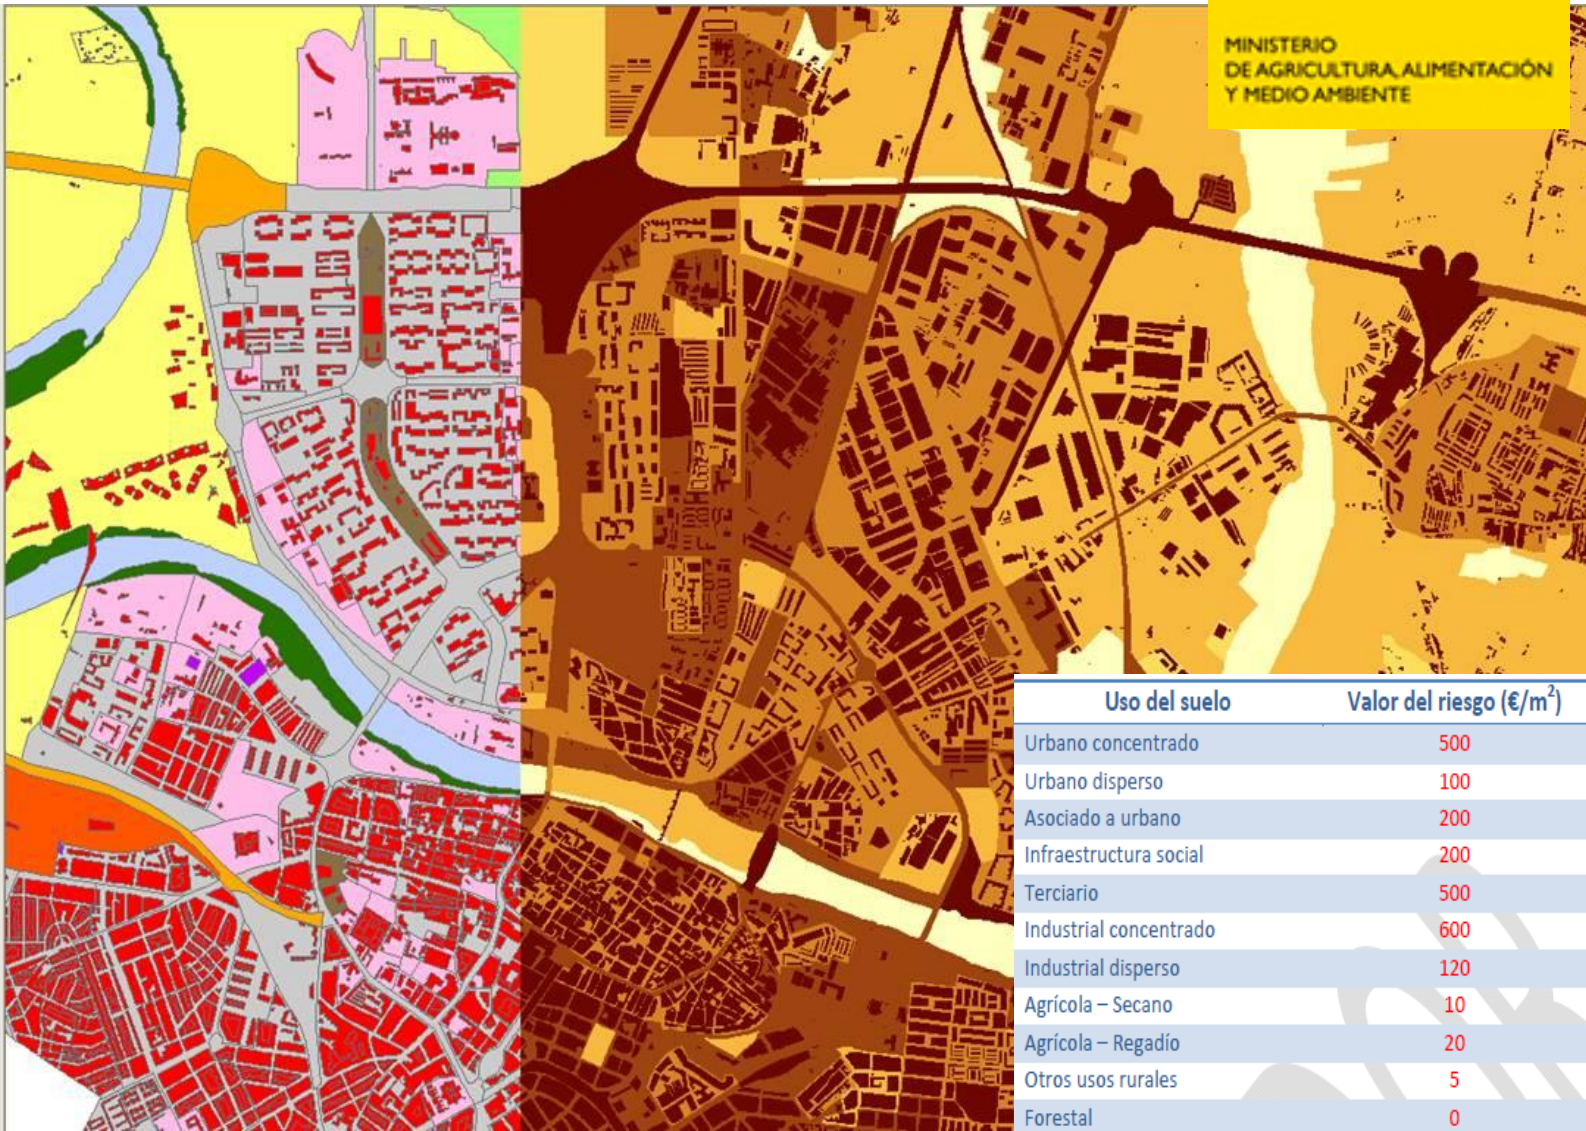 MINISTERIO
DE AGRICULTURA, ALIMENTACIÓN
Y MEDIO AMBIENTE
Uso del suelo Valor del riesgo (€/m²)
Urbano concentrado 500
Urbano disperso 100
Asociado a urbano 200
Infraestructura social 200
Terciario 500
Industrial concentrado 600
Industrial disperso 120
Agrícola – Secano 10
Agrícola – Regadío 20
Otros usos rurales 5
Forestal 0